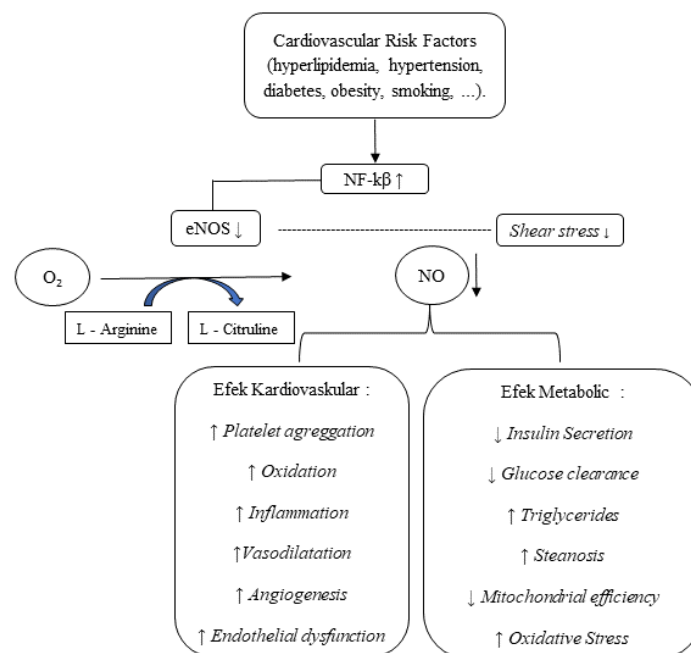 Cardiovascular Risk Factors
(hyperlipidemia, hypertension,
diabetes, obesity, smoking, ...).
NF-kβ ↑
eNOS ↓
Shear stress ↓
O₂
NO ↓
L - Arginine
L - Citruline
Efek Kardiovaskular :
↑ Platelet agreggation
↑ Oxidation
↑ Inflammation
↑Vasodilatation
↑ Angiogenesis
↑ Endothelial dysfunction
Efek Metabolic :
↓ Insulin Secretion
↓ Glucose clearance
↑ Triglycerides
↑ Steanosis
↓ Mitochondrial efficiency
↑ Oxidative Stress